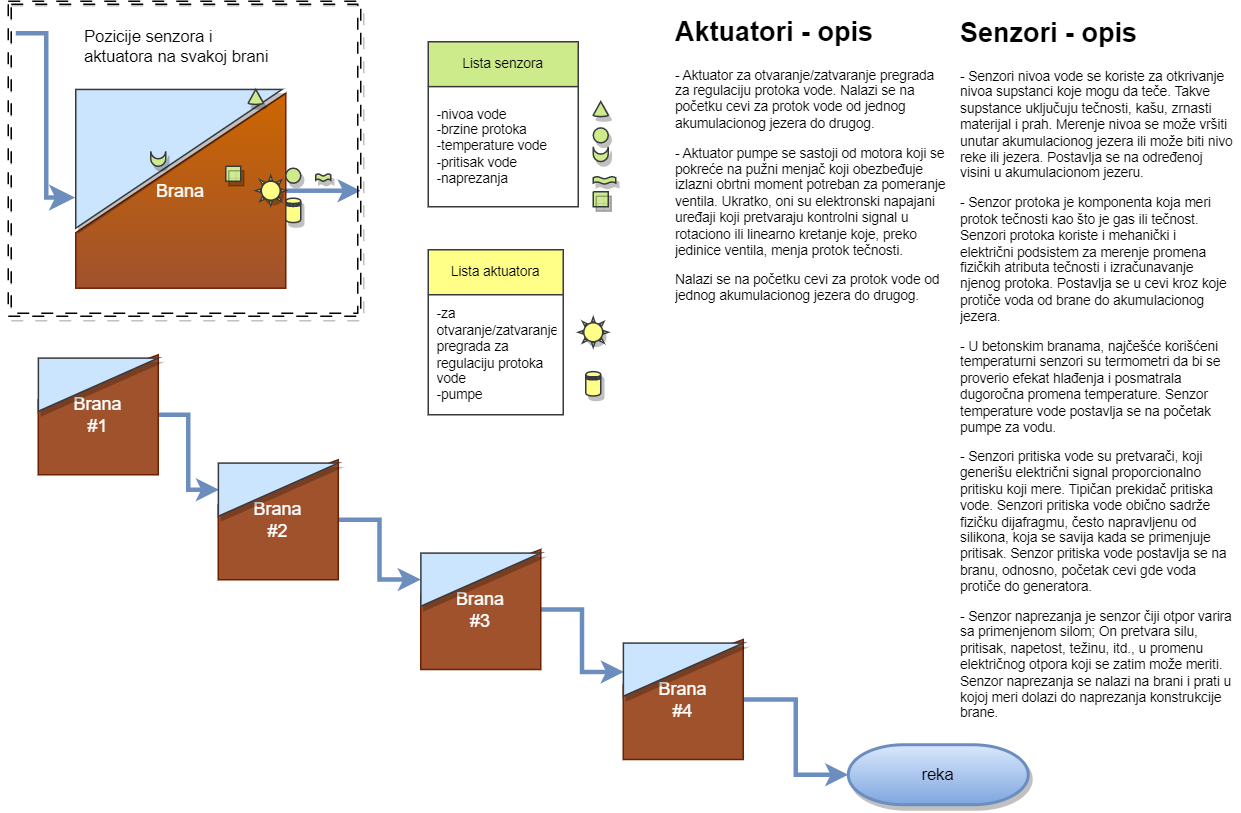 Pozicije senzora i
aktuatora na svakoj brani
Brana
Lista senzora
-nivoa vode
-brzine protoka
-temperature vode
-pritisak vode
-naprezanja
Lista aktuatora
-za
otvaranje/zatvaranje
pregrada za
regulaciju protoka
vode
-pumpe
Brana
#1
Brana
#2
Brana
#3
Brana
#4
reka
Aktuatori - opis
- Aktuator za otvaranje/zatvaranje pregrada
za regulaciju protoka vode. Nalazi se na
početku cevi za protok vode od jednog
akumulacionog jezera do drugog.
- Aktuator pumpe se sastoji od motora koji se
pokreće na pužni menjač koji obezbeđuje
izlazni obrtni moment potreban za pomeranje
ventila. Ukratko, oni su elektronski napajani
uređaji koji pretvaraju kontrolni signal u
rotaciono ili linearno kretanje koje, preko
jedinice ventila, menja protok tečnosti.
Nalazi se na početku cevi za protok vode od
jednog akumulacionog jezera do drugog.
Senzori - opis
- Senzori nivoa vode se koriste za otkrivanje
nivoa supstanci koje mogu da teče. Takve
supstance uključuju tečnosti, kašu, zrnasti
materijal i prah. Merenje nivoa se može vršiti
unutar akumulacionog jezera ili može biti nivo
reke ili jezera. Postavlja se na određenoj
visini u akumulacionom jezeru.
- Senzor protoka je komponenta koja meri
protok tečnosti kao što je gas ili tečnost.
Senzori protoka koriste i mehanički i
električni podsistem za merenje promena
fizičkih atributa tečnosti i izračunavanje
njenog protoka. Postavlja se u cevi kroz koje
protiče voda od brane do akumulacionog
jezera.
- U betonskim branama, najčešće korišćeni
temperaturni senzori su termometri da bi se
proverio efekat hlađenja i posmatrala
dugoročna promena temperature. Senzor
temperature vode postavlja se na početak
pumpe za vodu.
- Senzori pritiska vode su pretvarači, koji
generišu električni signal proporcionalno
pritisku koji mere. Tipičan prekidač pritiska
vode. Senzori pritiska vode obično sadrže
fizičku dijafragmu, često napravljenu od
silikona, koja se savija kada se primenjuje
pritisak. Senzor pritiska vode postavlja se na
branu, odnosno, početak cevi gde voda
protiče do generatora.
- Senzor naprezanja je senzor čiji otpor varira
sa primenjenom silom; On pretvara silu,
pritisak, napetost, težinu, itd., u promenu
električnog otpora koji se zatim može meriti.
Senzor naprezanja se nalazi na brani i prati u
kojoj meri dolazi do naprezanja konstrukcije
brane.